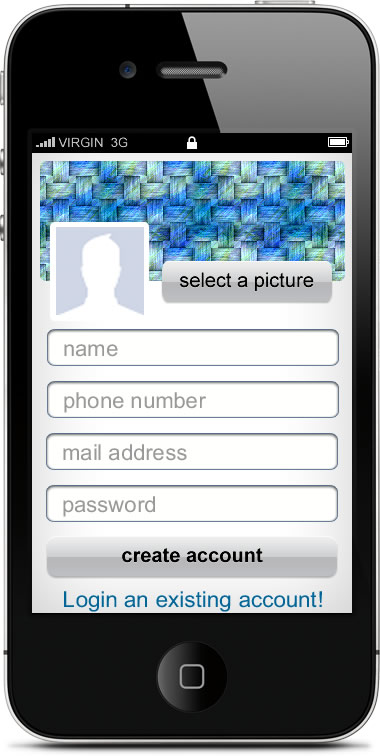 VIRGIN 3G
select a picture
name
phone number
mail address
password
create account
Login an existing account!